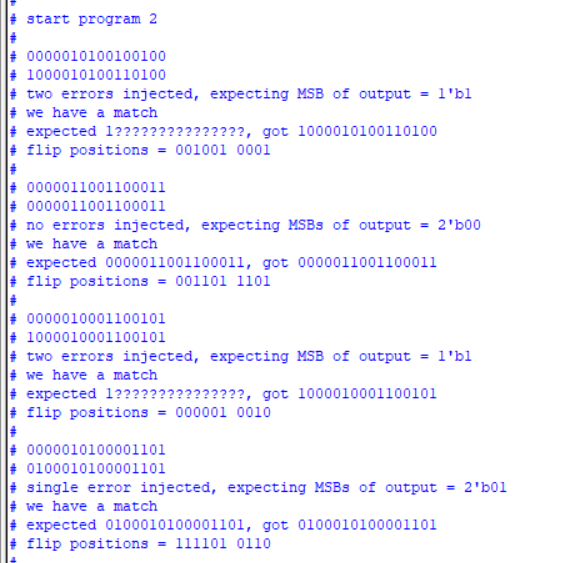 #
# start program 2
#
# 0000010100100100
# 1000010100110100
# two errors injected, expecting MSB of output = 1'b1
# we have a match
# expected 1???????????????, got 1000010100110100
# flip positions = 001001 0001
#
# 0000011001100011
# 0000011001100011
# no errors injected, expecting MSBs of output = 2'b00
# we have a match
# expected 0000011001100011, got 0000011001100011
# flip positions = 001101 1101
#
# 0000010001100101
# 1000010001100101
# two errors injected, expecting MSB of output = 1'b1
# we have a match
# expected 1???????????????, got 1000010001100101
# flip positions = 000001 0010
#
# 0000010100001101
# 0100010100001101
# single error injected, expecting MSBs of output = 2'b01
# we have a match
# expected 0100010100001101, got 0100010100001101
# flip positions = 111101 0110
#